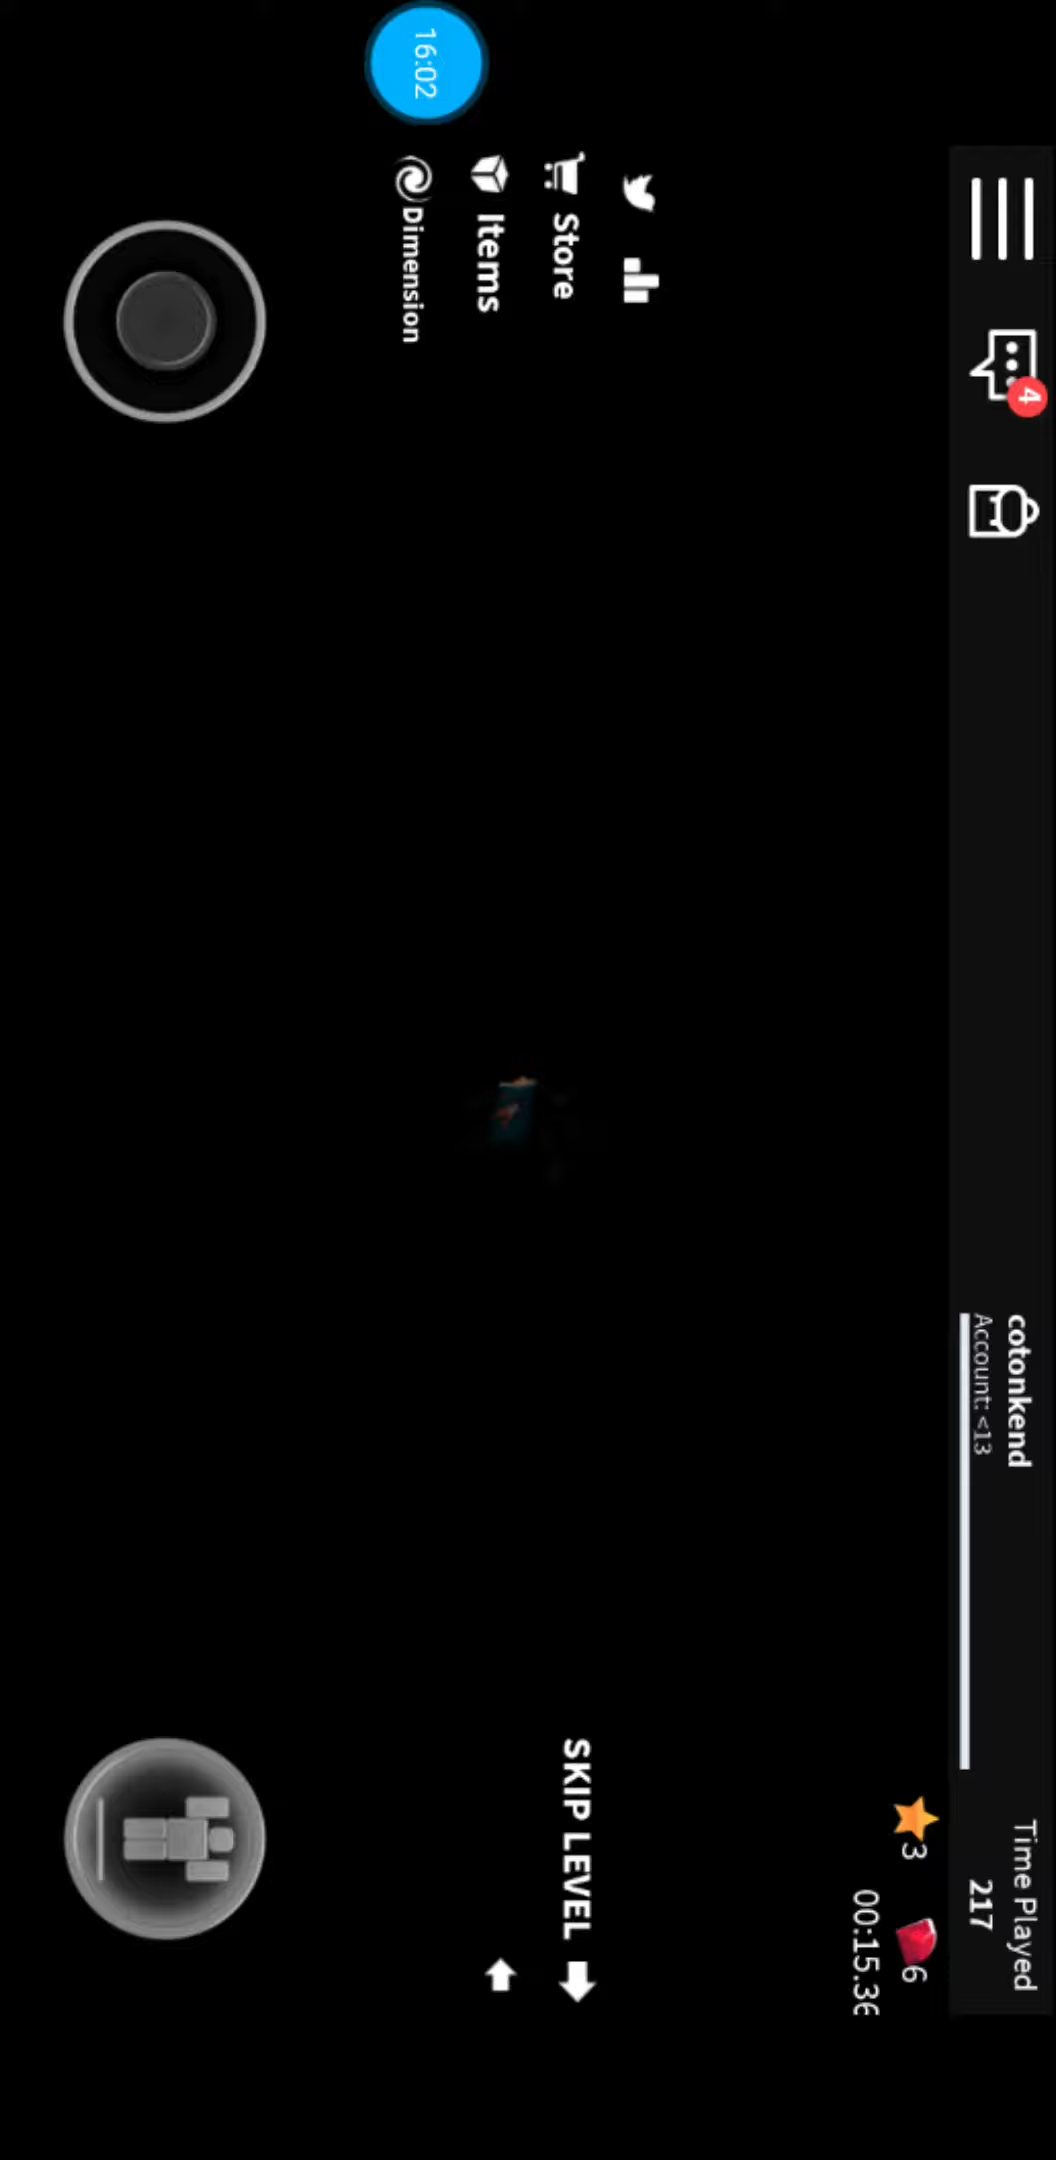 4
cotonkend
Account: <13
Time Played
217
3
6
00:15.36
Store
Items
Dimension
16:02
SKIP LEVEL